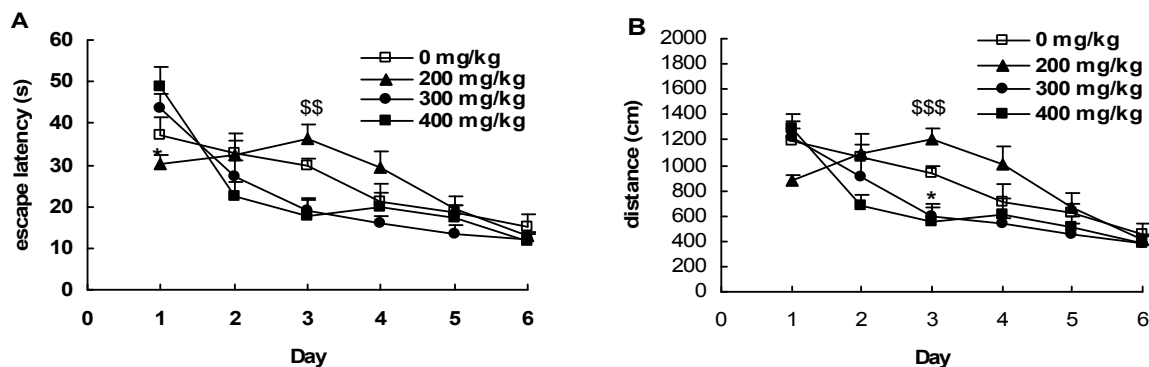 A
escape latency (s)
60
50
40
30
20
10
0
0 mg/kg
200 mg/kg
300 mg/kg
400 mg/kg
$$
*
0 1 2 3 4 5 6
Day
B
distance (cm)
2000
1800
1600
1400
1200
1000
800
600
400
200
0
0 mg/kg
200 mg/kg
300 mg/kg
400 mg/kg
$$$
*
0 1 2 3 4 5 6
Day